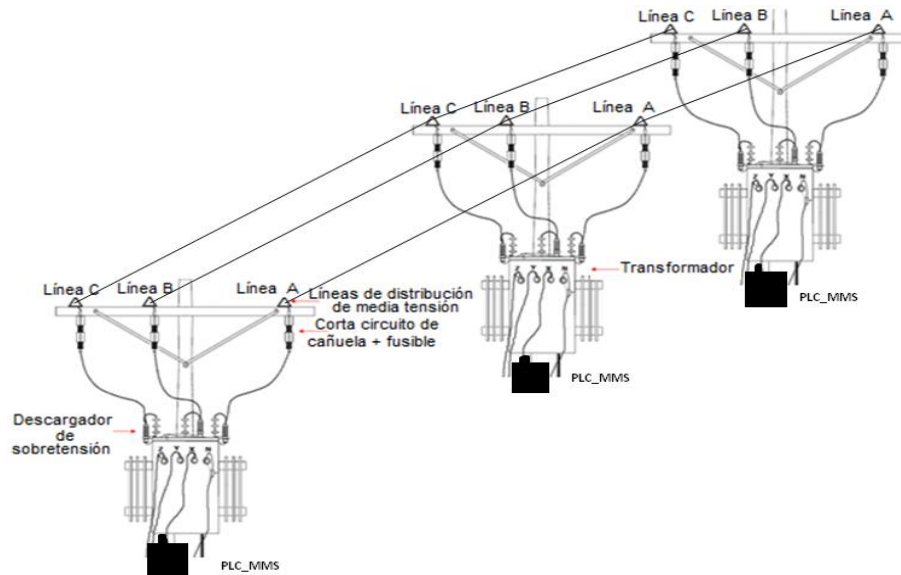 Línea C
Línea B
Línea A
Línea C
Línea B
Línea A
Z Y X N
PLC_MMS
Transformador
Z Y X N
PLC_MMS
Línea C
Línea B
Línea A
Líneas de distribución
de media tensión
Corta circuito de
cañuela + fusible
Descargador
de
sobretensión
Z Y X N
PLC_MMS